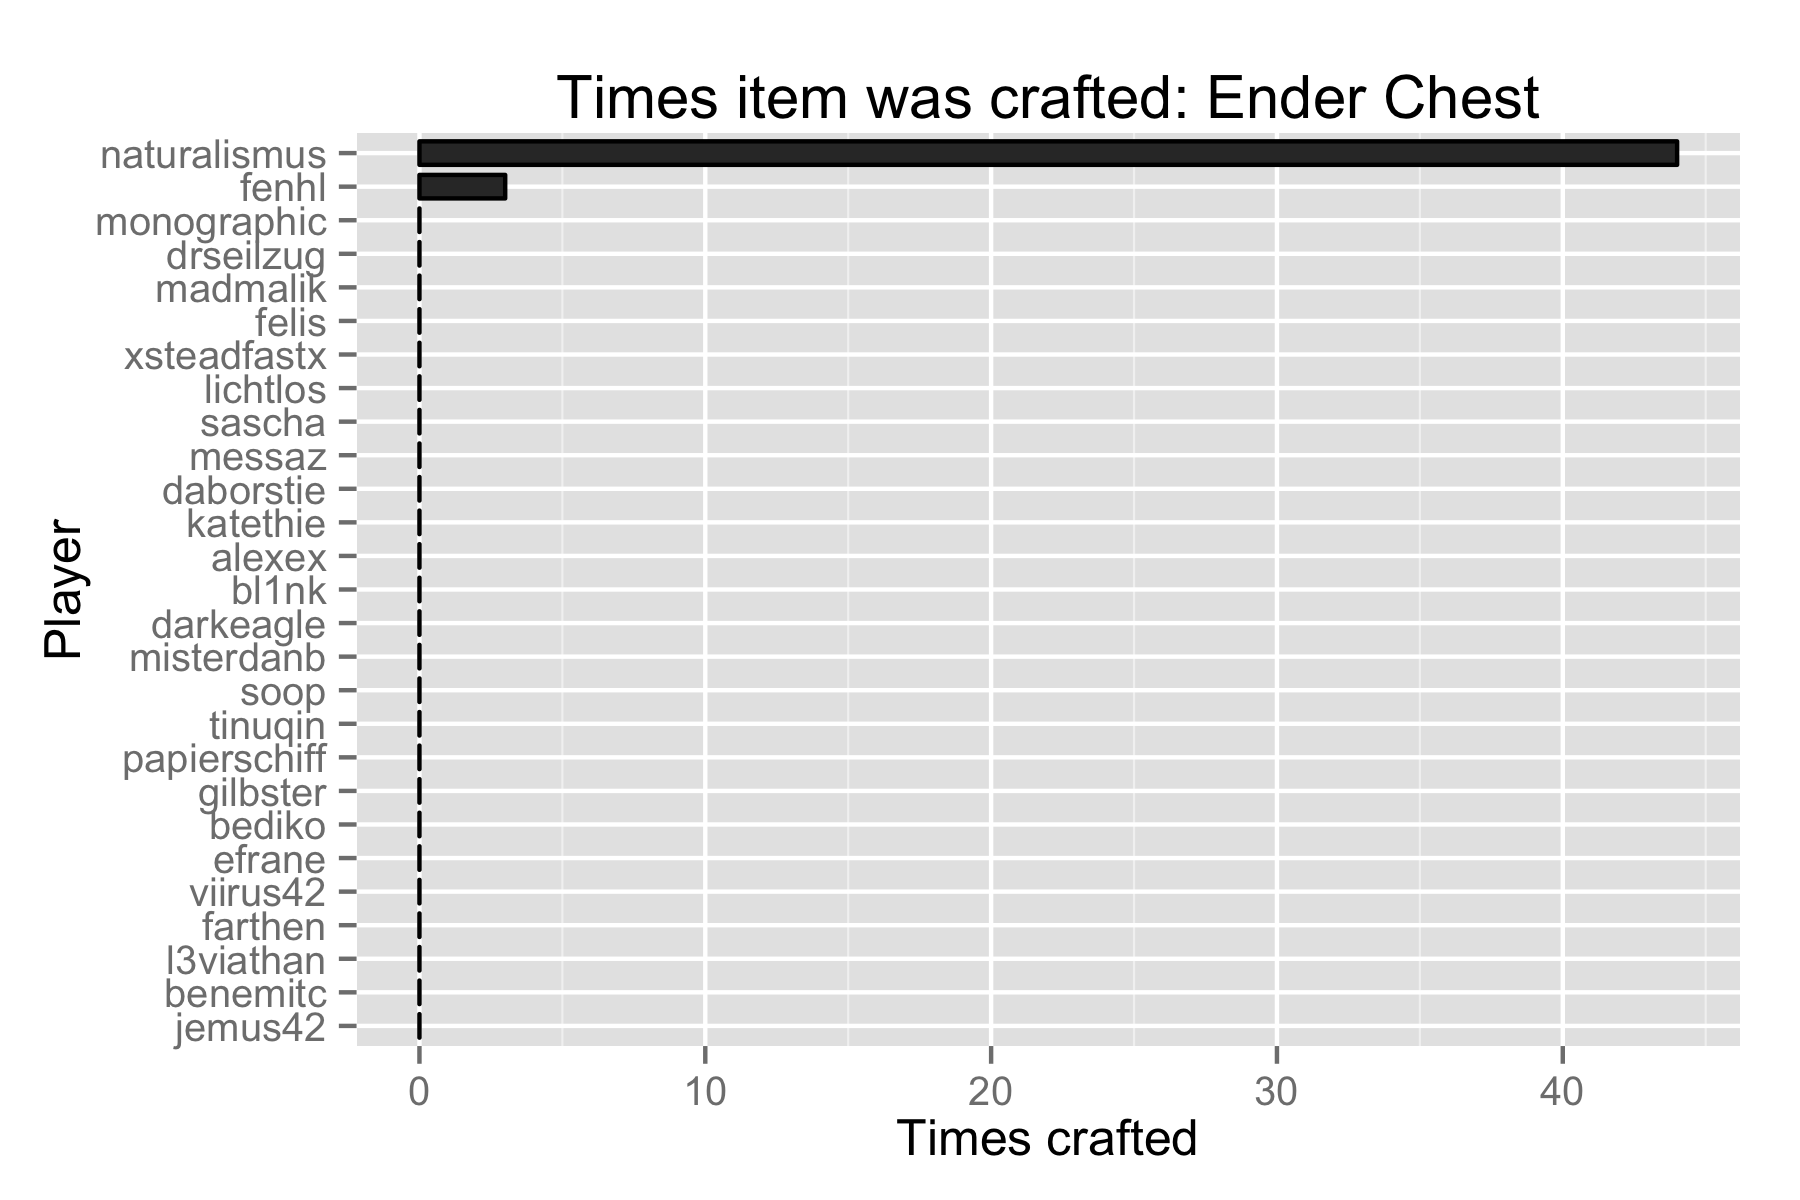 Times item was crafted: Ender Chest
naturalismus
fenhl
monographic
drseilzug
madmalik
felis
xsteadfastx
lichtlos
sascha
messaz
daborstie
katethie
alexex
bl1nk
darkeagle
misterdanb
soop
tinuqin
papierschiff
gilbster
bediko
efrane
viirus42
farthen
l3viathan
benemitc
jemus42
Player
0 10 20 30 40
Times crafted